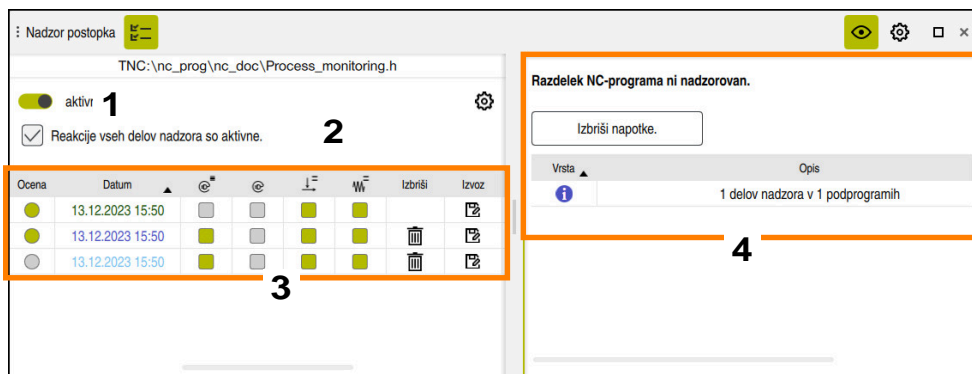 Nadzor postopka
TNC:\nc_prog\nc_doc\Process_monitoring.h
1
2
Reakcije vseh delov nadzora so aktivne.
Ocena Datum Izbriši Izvoz
13.12.2023 15:50
13.12.2023 15:50
13.12.2023 15:50
3
Razdelek NC-programa ni nadzorovan.
Izbriši napotke.
Vrsta Opis
1 delov nadzora v 1 podprogramih
4